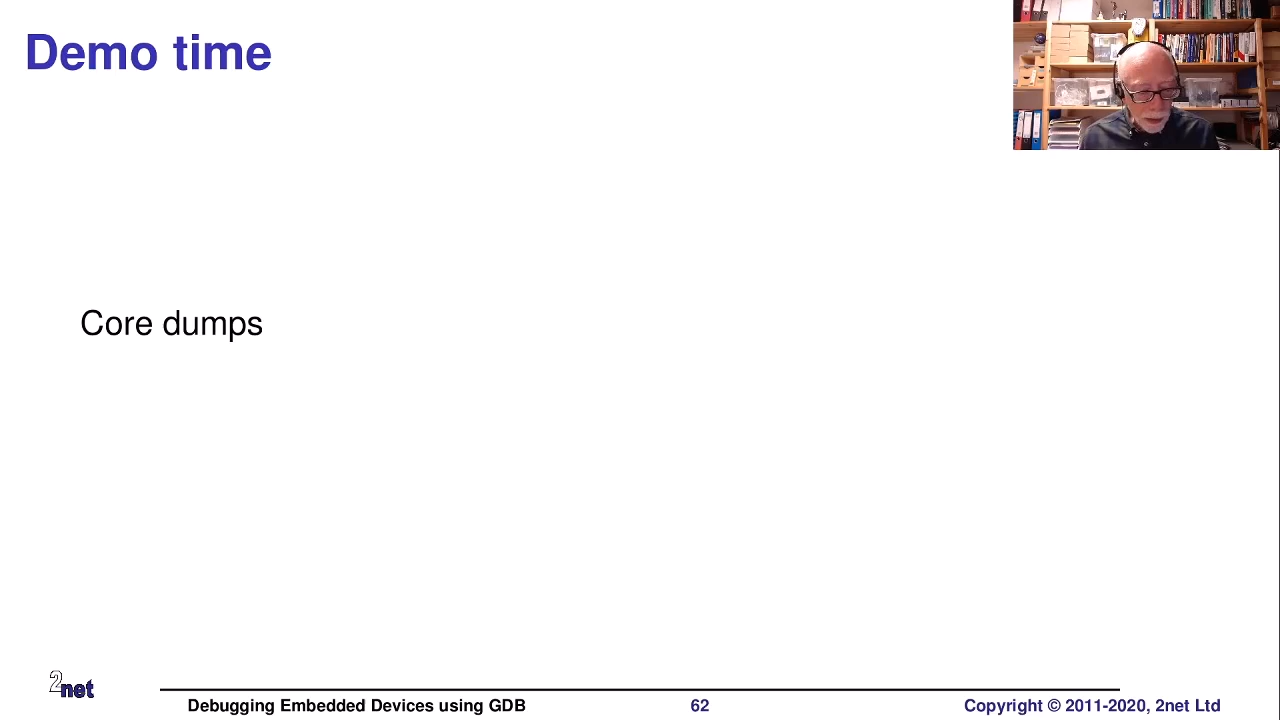 Demo time
Core dumps
2net
Debugging Embedded Devices using GDB 62 Copyright © 2011-2020, 2net Ltd